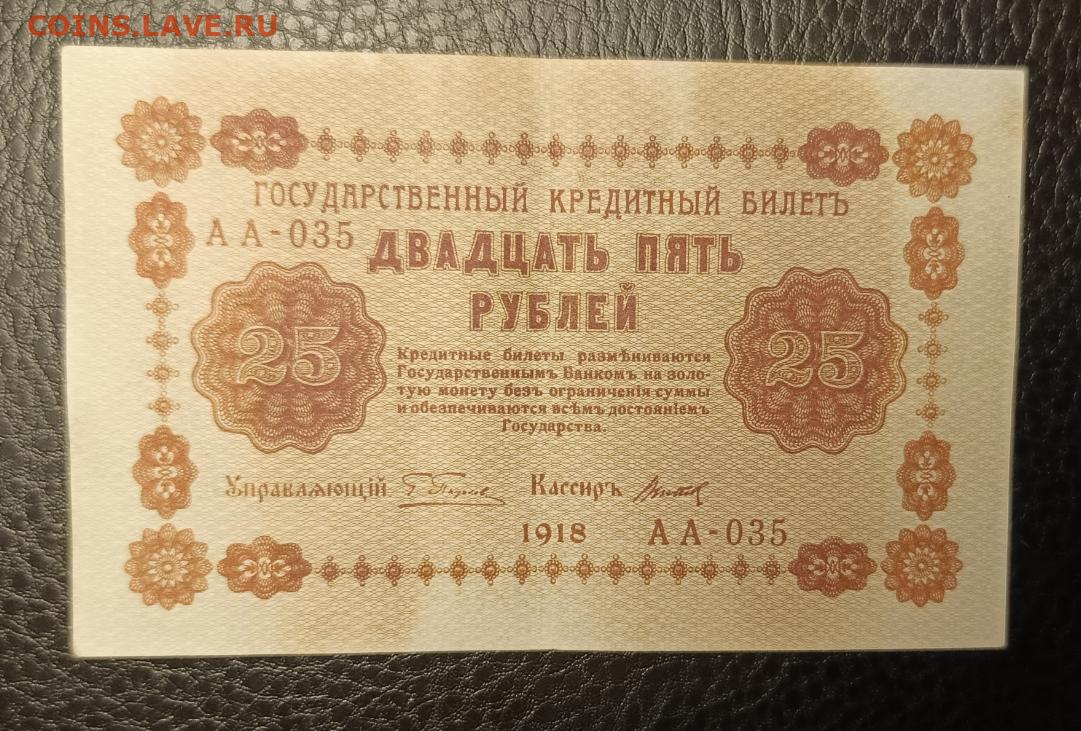 COINS.LAVE.RU
ГОСУДАРСТВЕННЫЙ КРЕДИТНЫЙ БИЛЕТЪ
АА-035
ДВАДЦАТЬ ПЯТЬ
РУБЛЕЙ
25
25
Кредитные билеты размѣниваются
Государственнымъ Банкомъ на золо-
тую монету безъ ограниченія суммы
и обезпечиваются всѣмъ достояніемъ
Государства.
Управляющій
Кассиръ
1918 АА-035